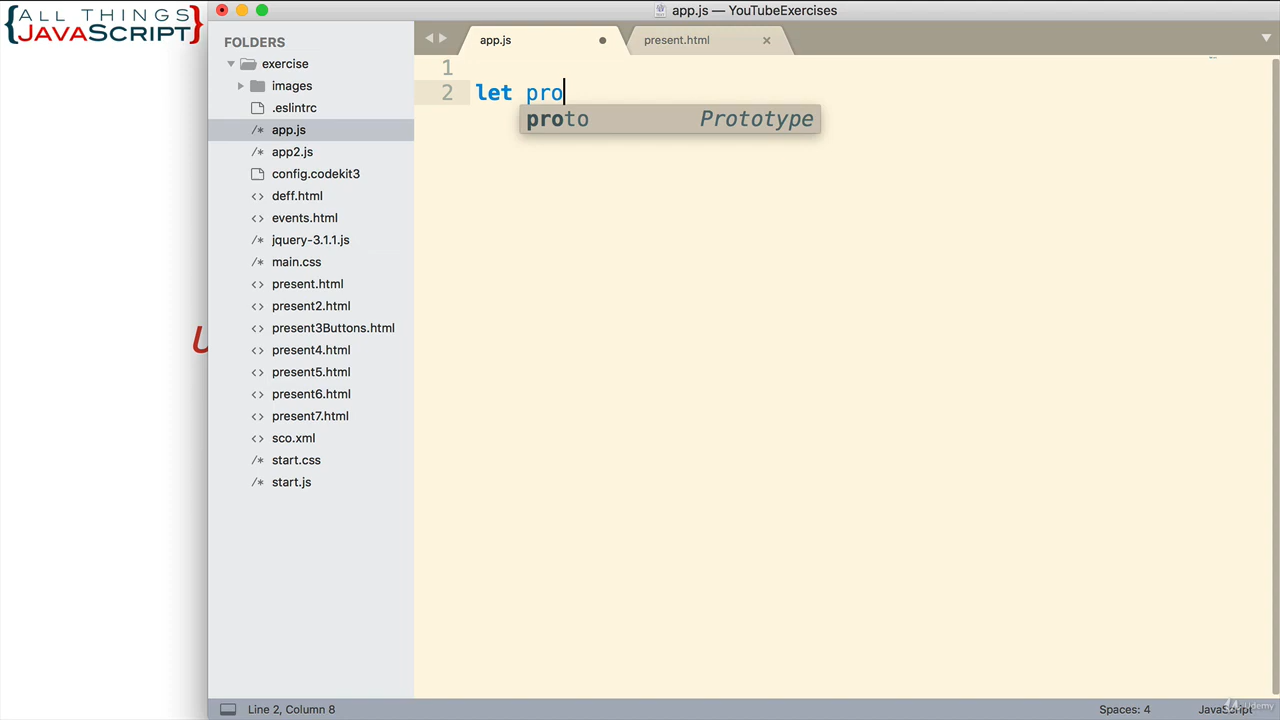 {ALL THINGS
JAVASCRIPT}
app.js — YouTubeExercises
FOLDERS
exercise
images
.eslintrc
/* app.js
/* app2.js
config.codekit3
<> deff.html
<> events.html
/* jquery-3.1.1.js
/* main.css
<> present.html
<> present2.html
<> present3Buttons.html
<> present4.html
<> present5.html
<> present6.html
<> present7.html
<> sco.xml
/* start.css
/* start.js
app.js
present.html ×
1
2 let pro
proto Prototype
U
Line 2, Column 8
Spaces: 4
JavaScript
Udemy